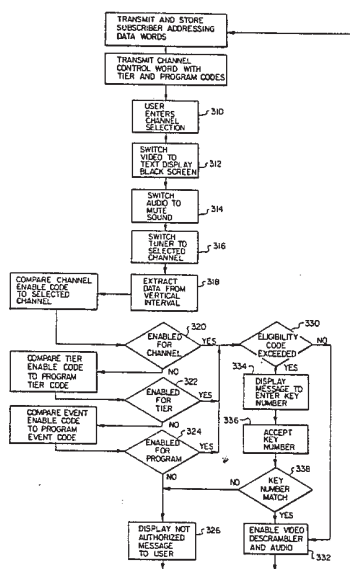 TRANSMIT AND STORE
SUBSCRIBER ADDRESSING
DATA WORDS
TRANSMIT CHANNEL
CONTROL WORD WITH
TIER AND PROGRAM CODES
USER
ENTERS
CHANNEL
SELECTION
310
SWITCH
VIDEO TO
TEXT DISPLAY
BLACK SCREEN
312
SWITCH
AUDIO TO
MUTE
SOUND
314
SWITCH
TUNER TO
SELECTED
CHANNEL
316
EXTRACT
DATA FROM
VERTICAL
INTERVAL
318
COMPARE CHANNEL
ENABLE CODE
TO SELECTED
CHANNEL
320
ENABLED
FOR
CHANNEL
YES
NO
330
ELIGIBILITY
CODE
EXCEEDED
NO
YES
COMPARE TIER
ENABLE CODE
TO PROGRAM
TIER CODE
322
ENABLED
FOR
TIER
YES
NO
334
DISPLAY
MESSAGE TO
ENTER KEY
NUMBER
COMPARE EVENT
ENABLE CODE
TO PROGRAM
EVENT CODE
324
ENABLED
FOR
PROGRAM
YES
NO
336
ACCEPT
KEY
NUMBER
338
KEY
NUMBER
MATCH
NO
YES
DISPLAY NOT
AUTHORIZED
MESSAGE
TO USER
326
ENABLE VIDEO
DESCRAMBLER
AND AUDIO
332